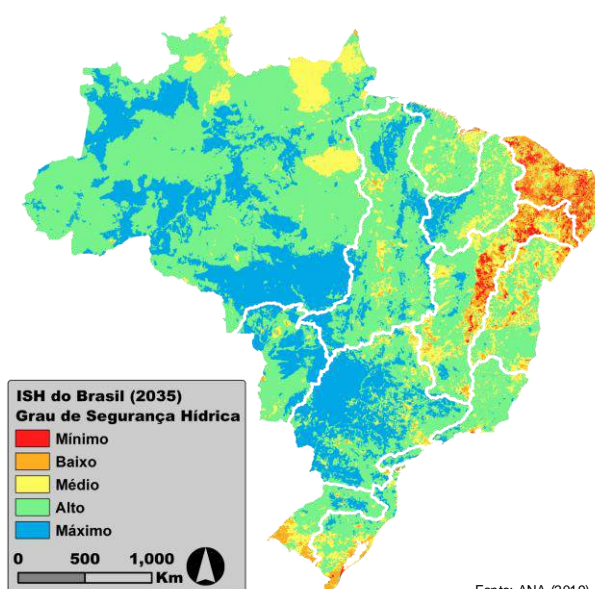 ISH do Brasil (2035)
Grau de Segurança Hídrica
Mínimo
Baixo
Médio
Alto
Máximo
0 500 1,000
Km
Fonte: ANA (2019)